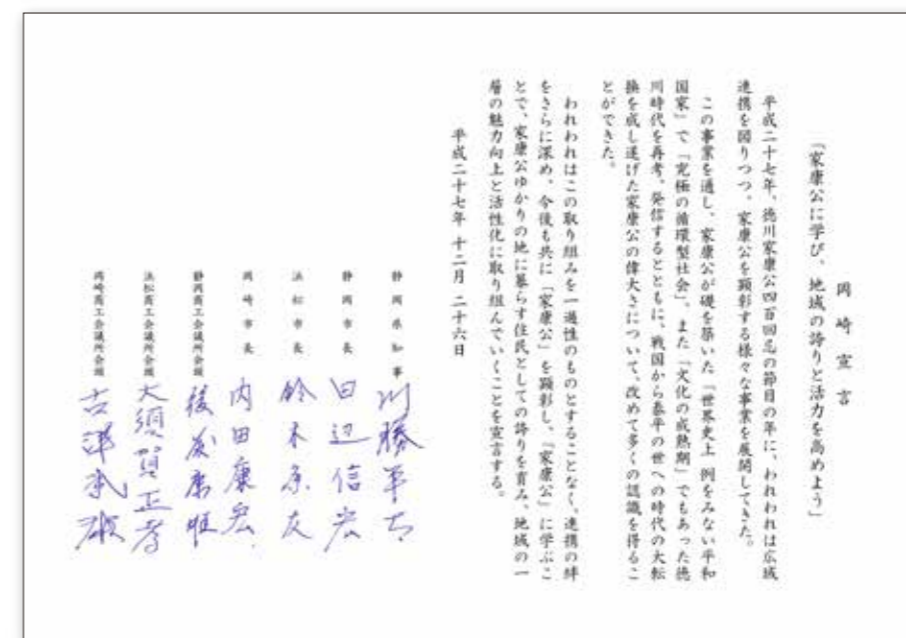 岡崎宣言
「家康公に学び、地域の誇りと活力を高めよう」
平成二十七年、徳川家康公四百回忌の節目の年に、われわれは広域
連携を図りつつ、家康公を顕彰する様々な事業を展開してきた。
この事業を通し、家康公が礎を築いた「世界史上 例をみない平和
国家」で「究極の循環型社会」、また「文化の成熟期」でもあった徳
川時代を再考、発信するとともに、戦国から泰平の世への時代の大転
換を成し遂げた家康公の偉大さについて、改めて多くの認識を得るこ
とができた。
われわれはこの取り組みを一過性のものとすることなく、連携の絆
をさらに深め、今後も共に「家康公」を顕彰し、「家康公」に学ぶこ
とで、家康公ゆかりの地に暮らす住民としての誇りを育み、地域の一
層の魅力向上と活性化に取り組んでいくことを宣言する。
平成二十七年 十二月 二十六日
静岡県知事 川勝平太
静岡市長 田辺信宏
浜松市長 鈴木康友
岡崎市長 内田康宏
静岡商工会議所会頭 後藤康雄
浜松商工会議所会頭 大須賀正孝
岡崎商工会議所会頭 古澤武雄